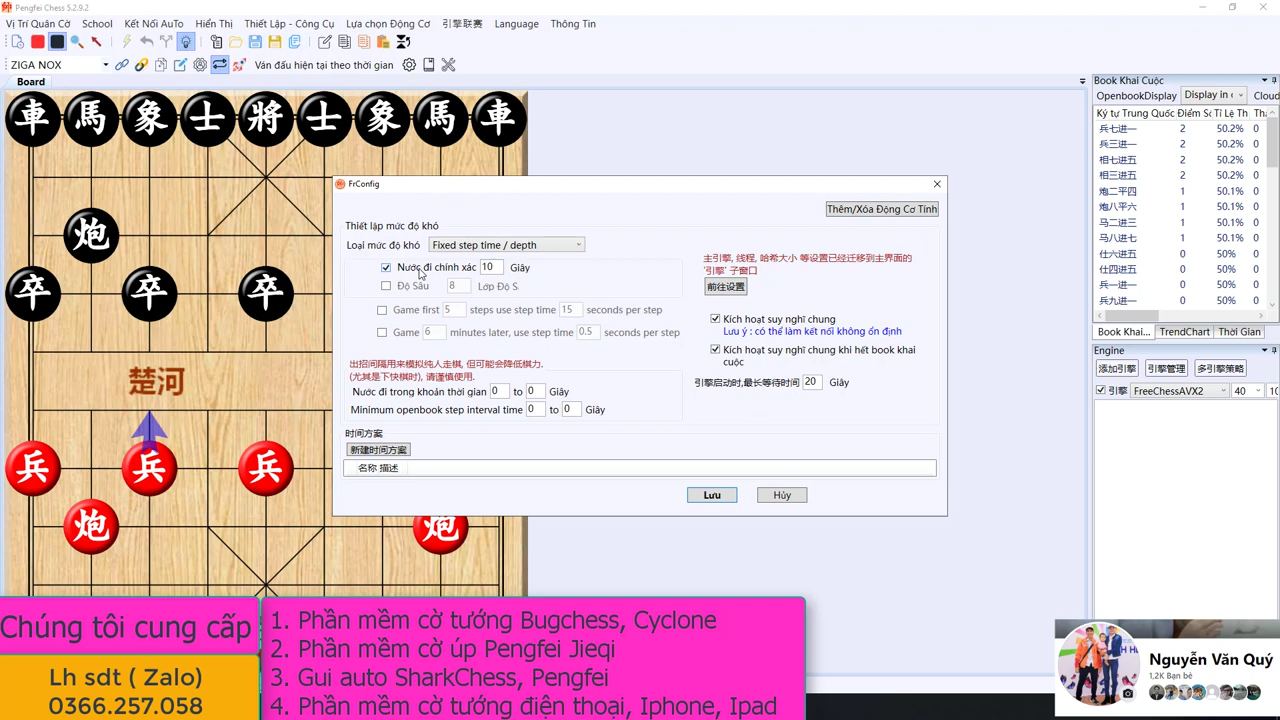 Pengfei Chess 5.2.9.2
Vị Trí Quân Cờ School Kết Nối AuTo Hiển Thị Thiết Lập - Công Cụ Lựa chọn Động Cơ 引擎联赛 Language Thông Tin
ZIGA NOX Ván đấu hiện tại theo thời gian
Board
Book Khai Cuộc
OpenbookDisplay Display in c Cloud
Ký tự Trung Quốc Điểm Số Tỉ Lệ Th
兵七进一 2 50.2% 0
兵三进一 2 50.2% 0
相七进五 2 50.2% 0
相三进五 2 50.2% 0
炮二平四 1 50.1% 0
炮八平六 1 50.1% 0
马二进三 1 50.1% 0
马八进七 1 50.1% 0
仕六进五 0 50.0% 0
仕四进五 0 50.0% 0
兵一进一 0 50.0% 0
兵九进一 0 50.0% 0
Book Khai... TrendChart Thời Gian
Engine
添加引擎 引擎管理 多引擎策略
引擎 FreeChessAVX2 40 10
車 馬 象 士 將 士 象 馬 車
炮
卒 卒 卒
楚河
兵 兵 兵
炮 炮
FrConfig
Thêm/Xóa Động Cơ Tính
Thiết lập mức độ khó
Loại mức độ khó Fixed step time / depth
Nước đi chính xác 10 Giây
Độ Sâu 8 Lớp Độ S.
Game first 5 steps use step time 15 seconds per step
Game 6 minutes later, use step time 0.5 seconds per step
出招间隔用来模拟纯人走棋, 但可能会降低棋力.
(尤其是下快棋时), 请谨慎使用.
Nước đi trong khoản thời gian 0 to 0 Giây
Minimum openbook step interval time 0 to 0 Giây
主引擎, 线程, 哈希大小 等设置已经迁移到主界面的
'引擎' 子窗口
前往设置
Kích hoạt suy nghĩ chung
Lưu ý : có thể làm kết nối không ổn định
Kích hoạt suy nghĩ chung khi hết book khai
cuộc
引擎启动时,最长等待时间 20 Giây
时间方案
新建时间方案
名称 描述
Lưu Hủy
Chúng tôi cung cấp
Lh sdt ( Zalo)
0366.257.058
1. Phần mềm cờ tướng Bugchess, Cyclone
2. Phần mềm cờ úp Pengfei Jieqi
3. Gui auto SharkChess, Pengfei
4. Phần mềm cờ tướng điện thoại, Iphone, Ipad
Nguyễn Văn Quý
1,2K Bạn bè